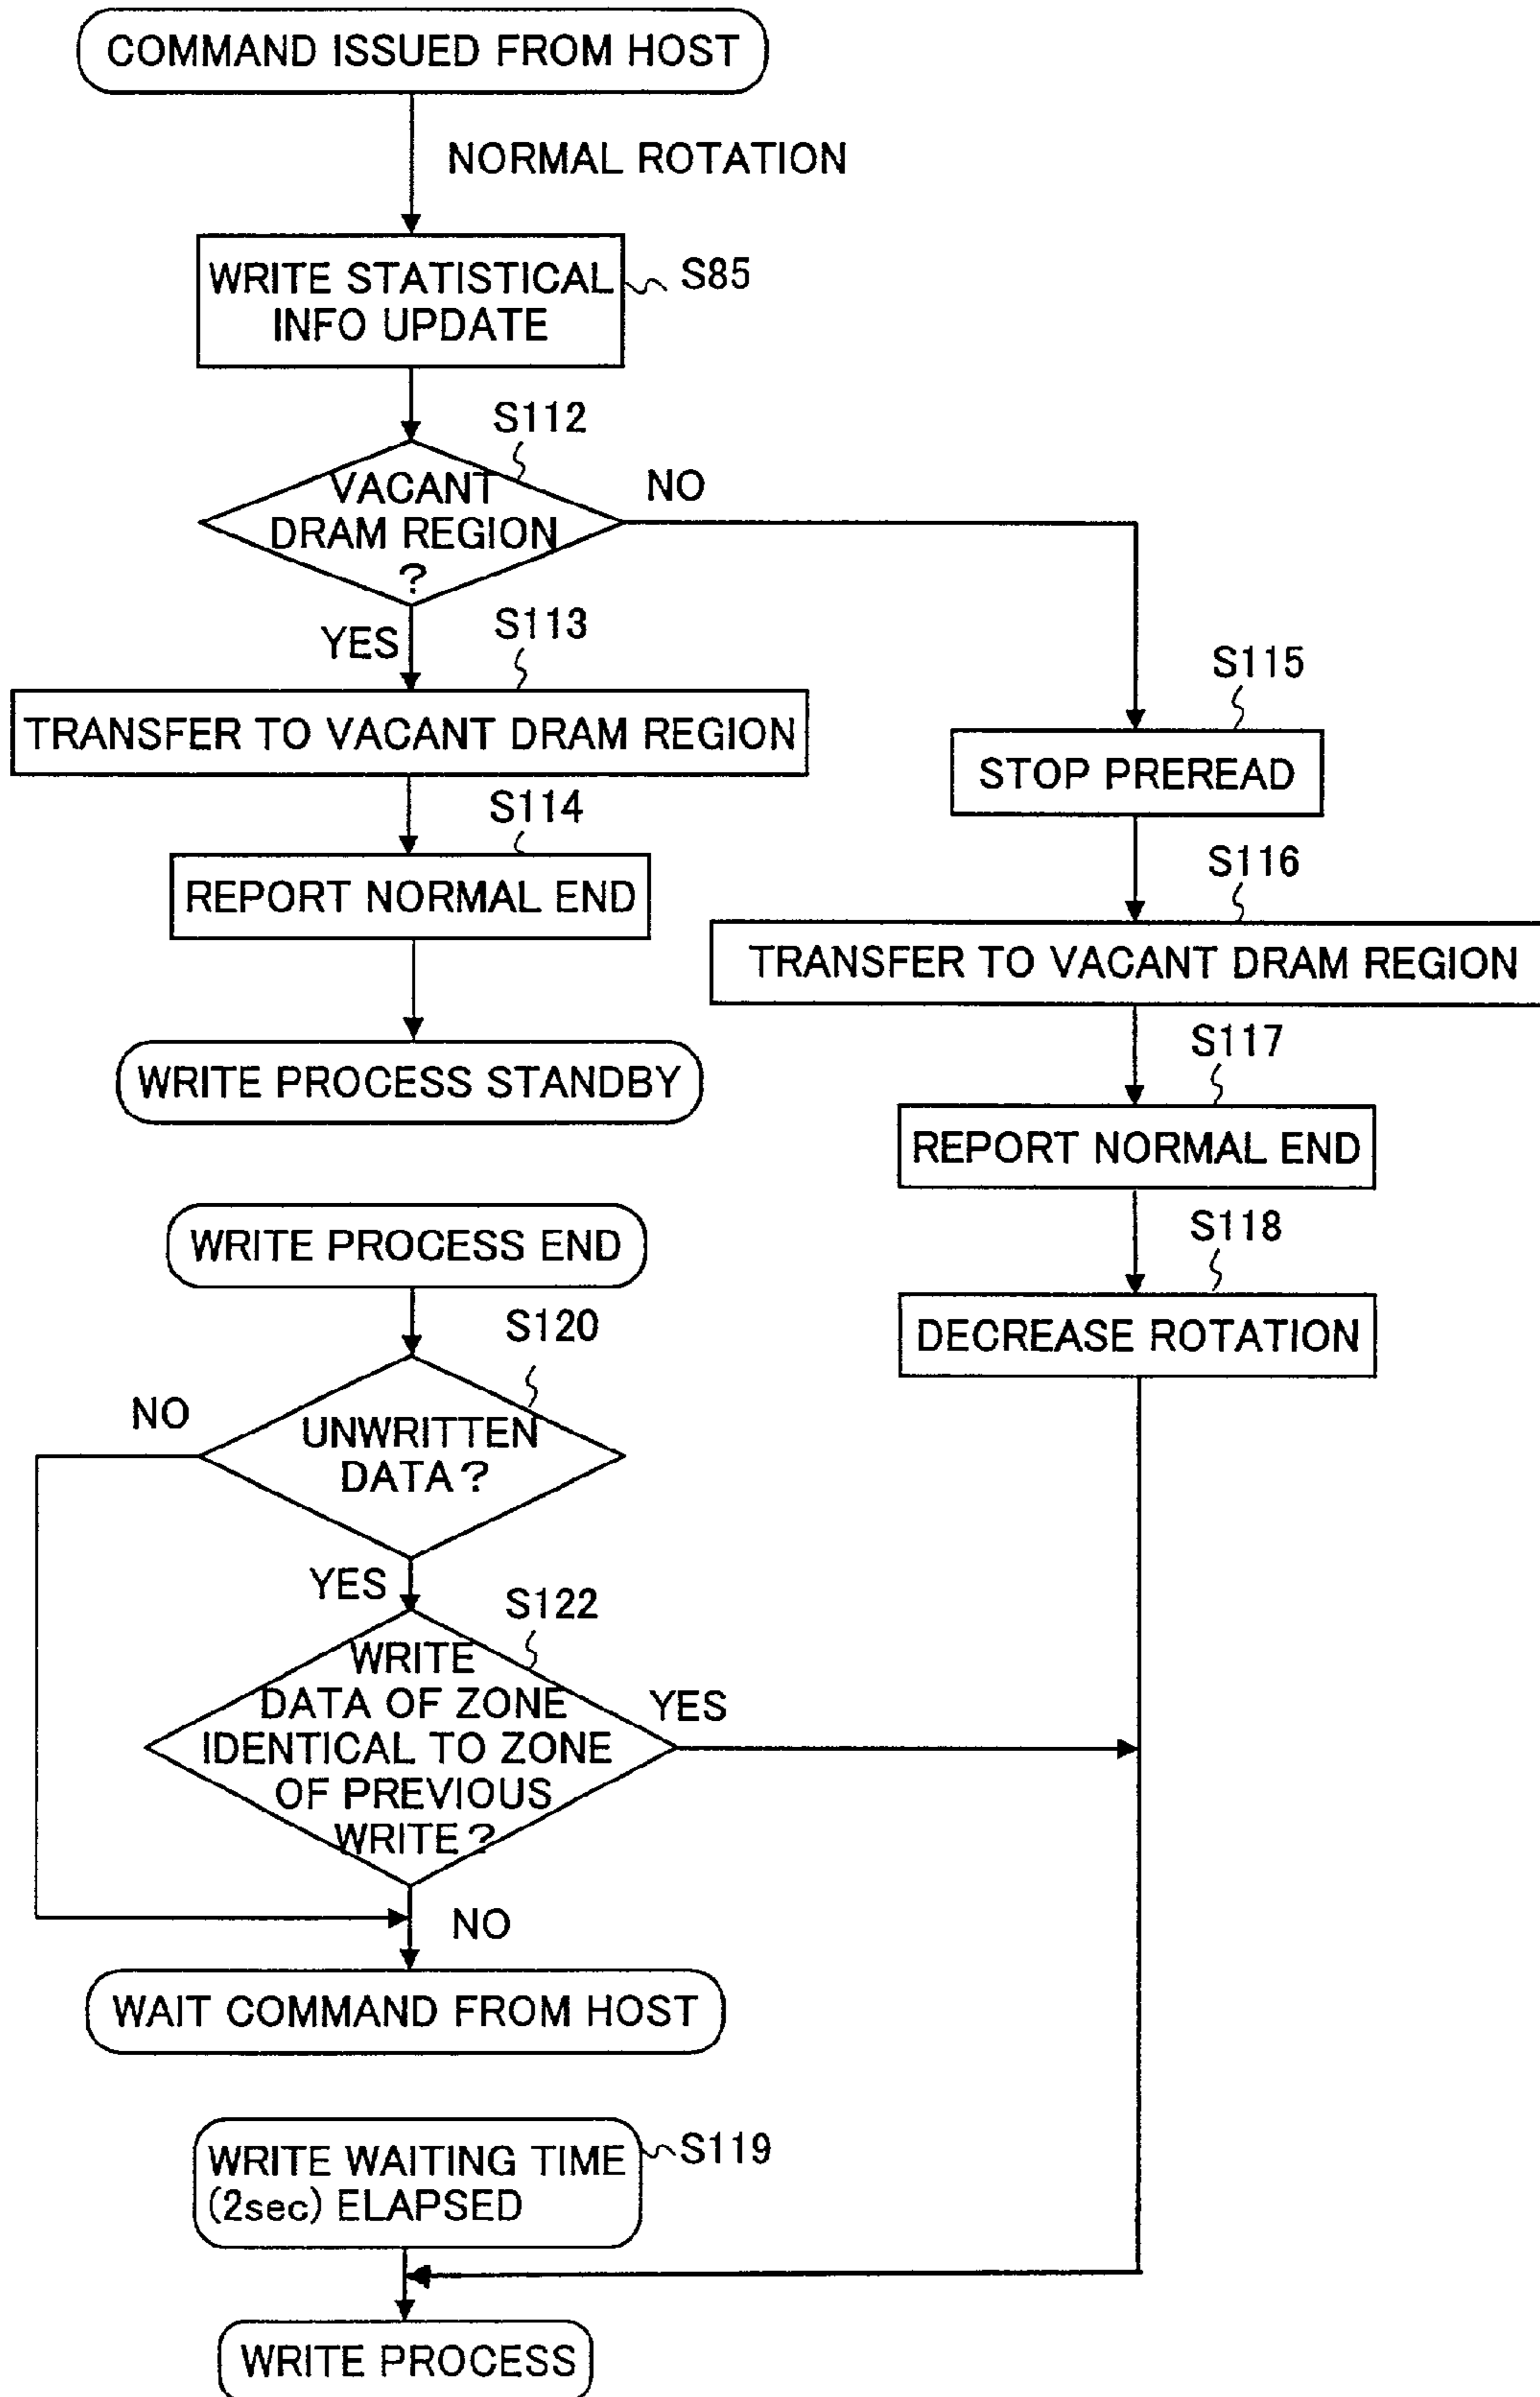 COMMAND ISSUED FROM HOST
NORMAL ROTATION
WRITE STATISTICAL
INFO UPDATE
S85
S112
VACANT
DRAM REGION
?
NO
YES
S113
TRANSFER TO VACANT DRAM REGION
S114
REPORT NORMAL END
WRITE PROCESS STANDBY
S115
STOP PREREAD
S116
TRANSFER TO VACANT DRAM REGION
S117
REPORT NORMAL END
S118
DECREASE ROTATION
WRITE PROCESS END
S120
NO
UNWRITTEN
DATA?
YES
S122
WRITE
DATA OF ZONE
IDENTICAL TO ZONE
OF PREVIOUS
WRITE?
YES
NO
WAIT COMMAND FROM HOST
WRITE WAITING TIME
(2sec) ELAPSED
S119
WRITE PROCESS